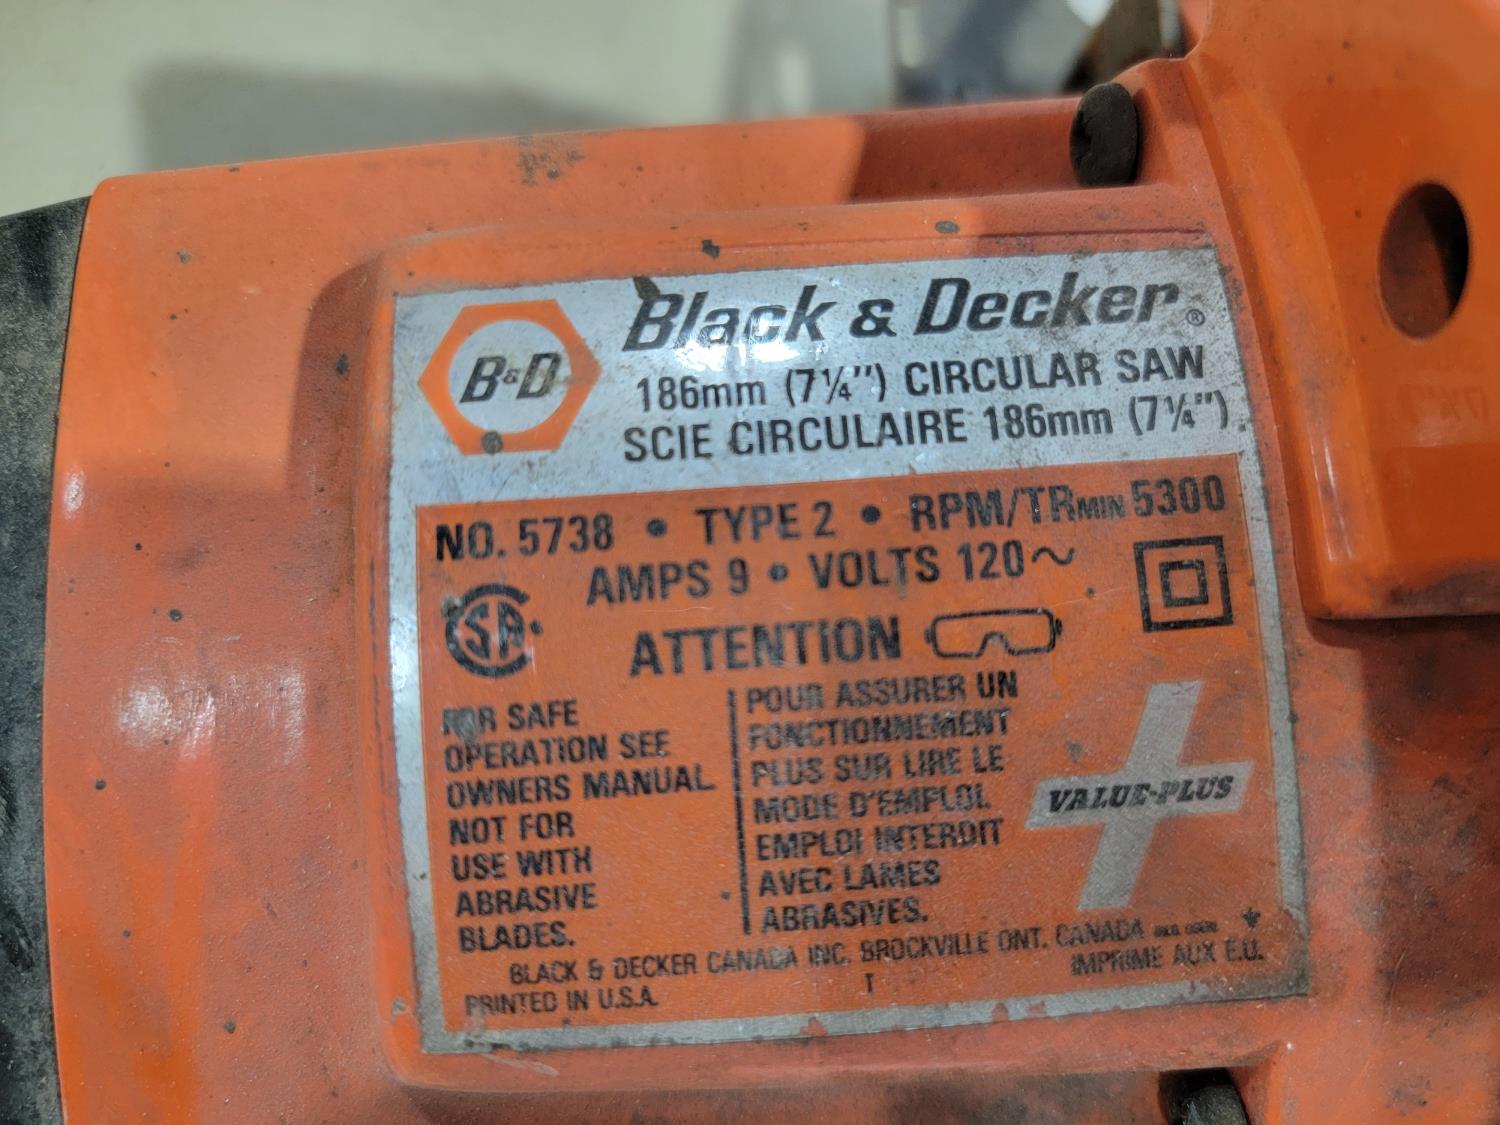 B&D
Black & Decker®
186mm (7¼") CIRCULAR SAW
SCIE CIRCULAIRE 186mm (7¼")
NO. 5738 • TYPE 2 • RPM/TRMIN 5300
AMPS 9 • VOLTS 120~
SA
ATTENTION
FOR SAFE
OPERATION SEE
OWNERS MANUAL
NOT FOR
USE WITH
ABRASIVE
BLADES.
POUR ASSURER UN
FONCTIONNEMENT
PLUS SUR LIRE LE
MODE D'EMPLOI.
EMPLOI INTERDIT
AVEC LAMES
ABRASIVES.
VALUE-PLUS
BLACK & DECKER CANADA INC. BROCKVILLE ONT. CANADA
PRINTED IN U.S.A. T IMPRIME AUX E.U.